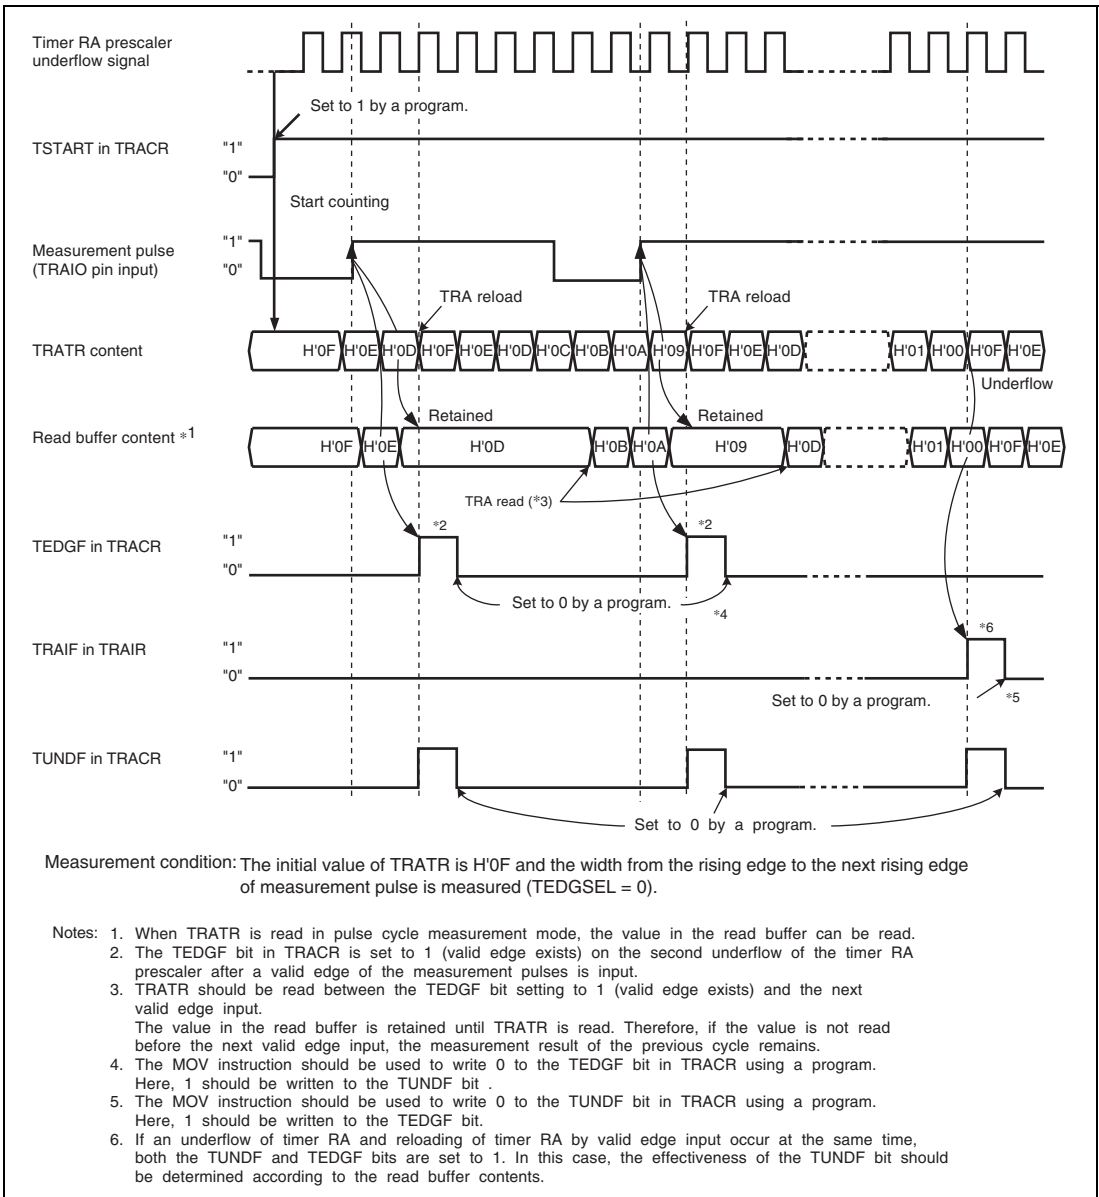 Timer RA prescaler
underflow signal
Set to 1 by a program.
TSTART in TRACR
"1"
"0"
Start counting
Measurement pulse
(TRAIO pin input)
"1"
"0"
TRA reload
TRA reload
TRATR content
H'0F H'0E H'0D H'0F H'0E H'0D H'0C H'0B H'0A H'09 H'0F H'0E H'0D H'01 H'00 H'0F H'0E
Underflow
Retained
Retained
Read buffer content *1
H'0F H'0E H'0D H'0B H'0A H'09 H'0D H'01 H'00 H'0F H'0E
TRA read (*3)
*2
*2
TEDGF in TRACR
"1"
"0"
Set to 0 by a program.
*4
*6
TRAIF in TRAIR
"1"
"0"
Set to 0 by a program.
*5
TUNDF in TRACR
"1"
"0"
Set to 0 by a program.
Measurement condition: The initial value of TRATR is H'0F and the width from the rising edge to the next rising edge
of measurement pulse is measured (TEDGSEL = 0).
Notes: 1. When TRATR is read in pulse cycle measurement mode, the value in the read buffer can be read.
2. The TEDGF bit in TRACR is set to 1 (valid edge exists) on the second underflow of the timer RA
prescaler after a valid edge of the measurement pulses is input.
3. TRATR should be read between the TEDGF bit setting to 1 (valid edge exists) and the next
valid edge input.
The value in the read buffer is retained until TRATR is read. Therefore, if the value is not read
before the next valid edge input, the measurement result of the previous cycle remains.
4. The MOV instruction should be used to write 0 to the TEDGF bit in TRACR using a program.
Here, 1 should be written to the TUNDF bit .
5. The MOV instruction should be used to write 0 to the TUNDF bit in TRACR using a program.
Here, 1 should be written to the TEDGF bit.
6. If an underflow of timer RA and reloading of timer RA by valid edge input occur at the same time,
both the TUNDF and TEDGF bits are set to 1. In this case, the effectiveness of the TUNDF bit should
be determined according to the read buffer contents.